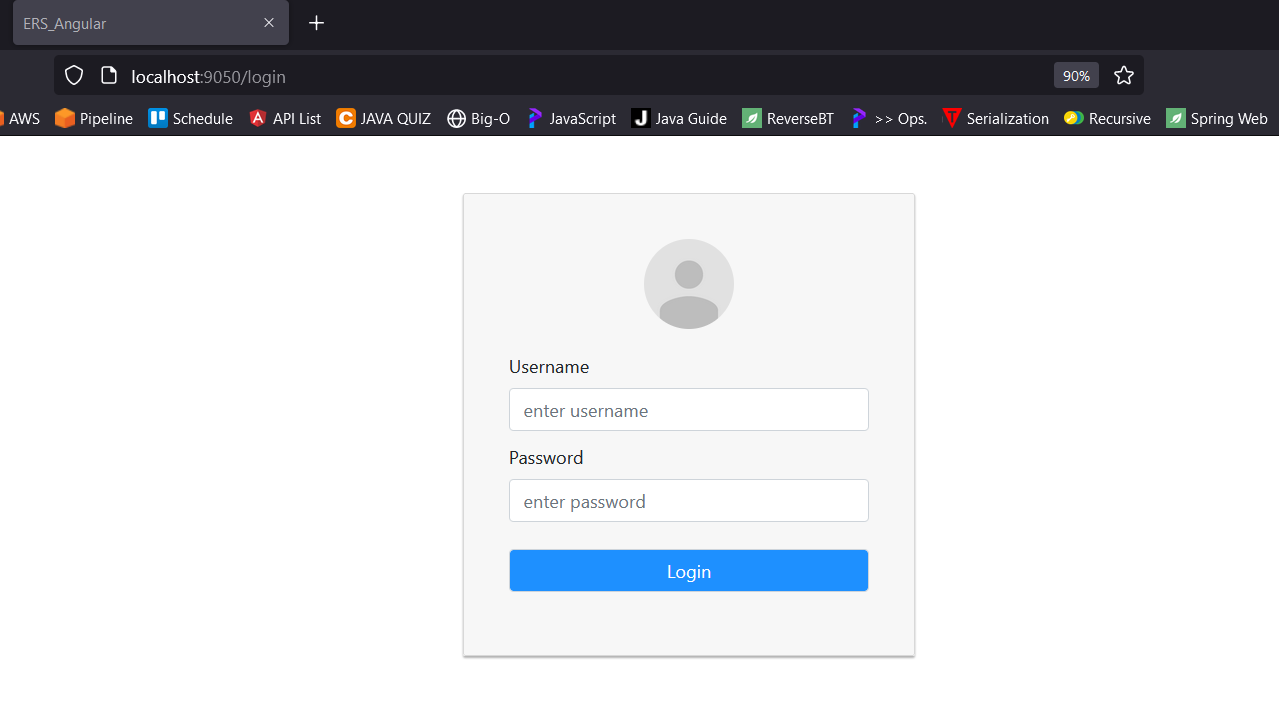 ERS_Angular
localhost:9050/login 90%
AWS Pipeline Schedule API List JAVA QUIZ Big-O JavaScript Java Guide ReverseBT >> Ops. Serialization Recursive Spring Web
Username
enter username
Password
enter password
Login